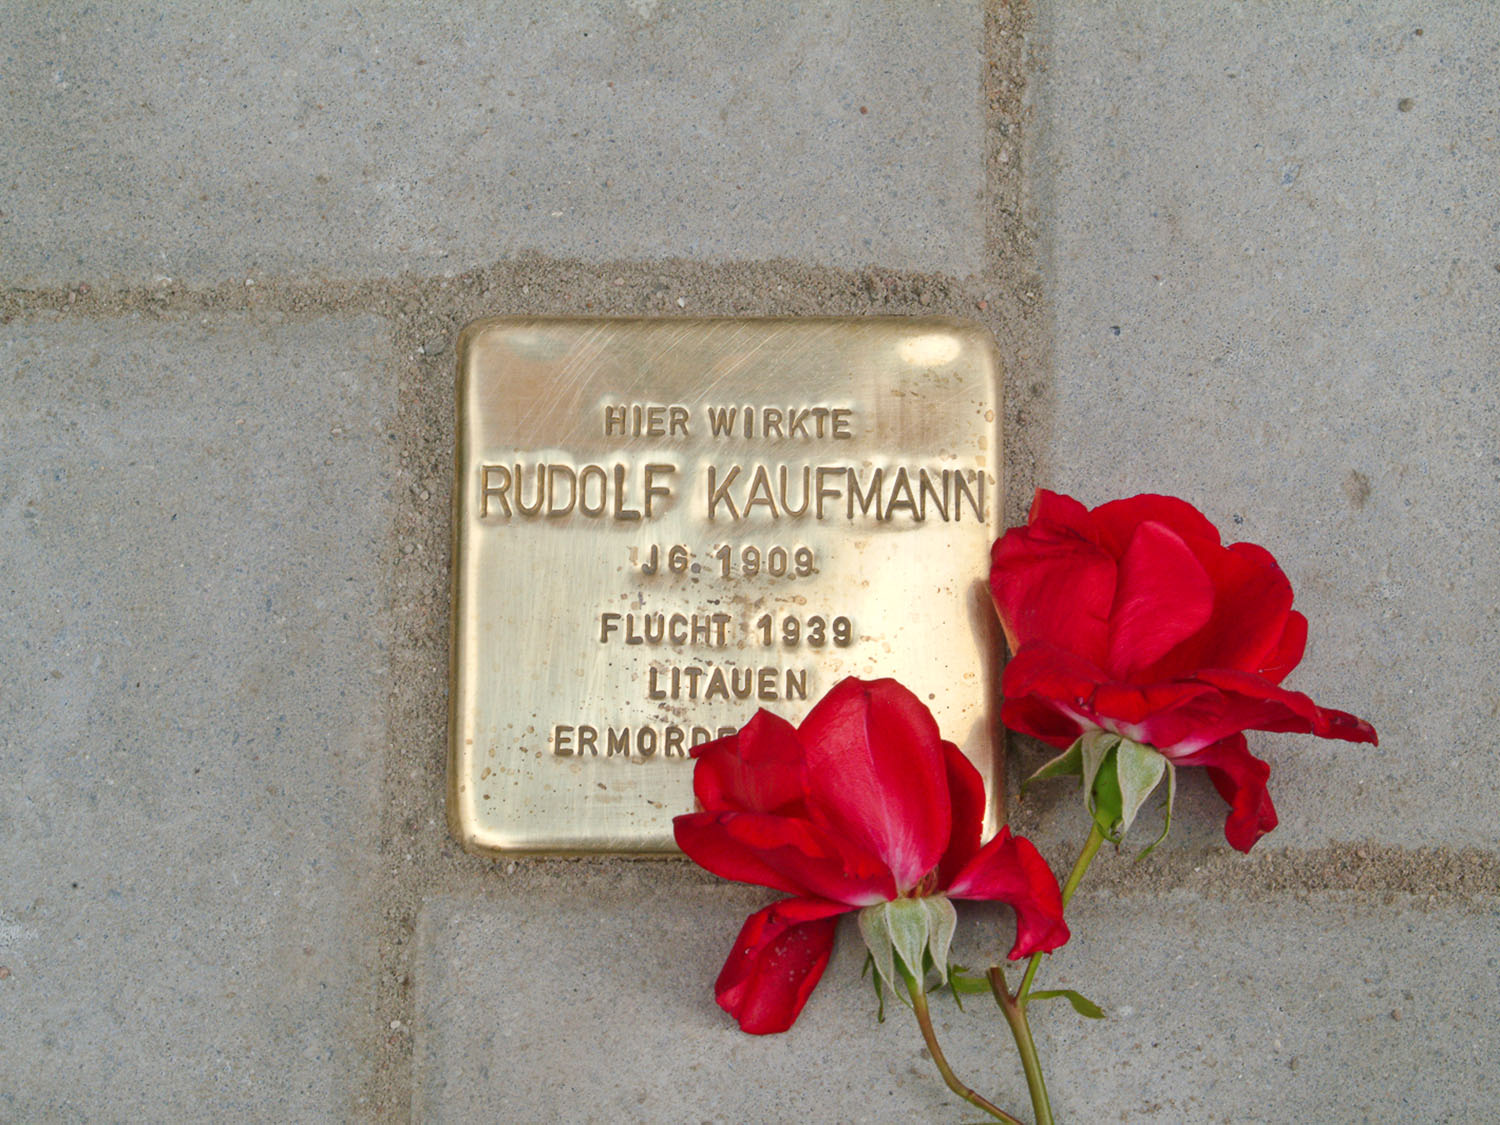 HIER WIRKTE
RUDOLF KAUFMANN
JG. 1909
FLUCHT 1939
LITAUEN